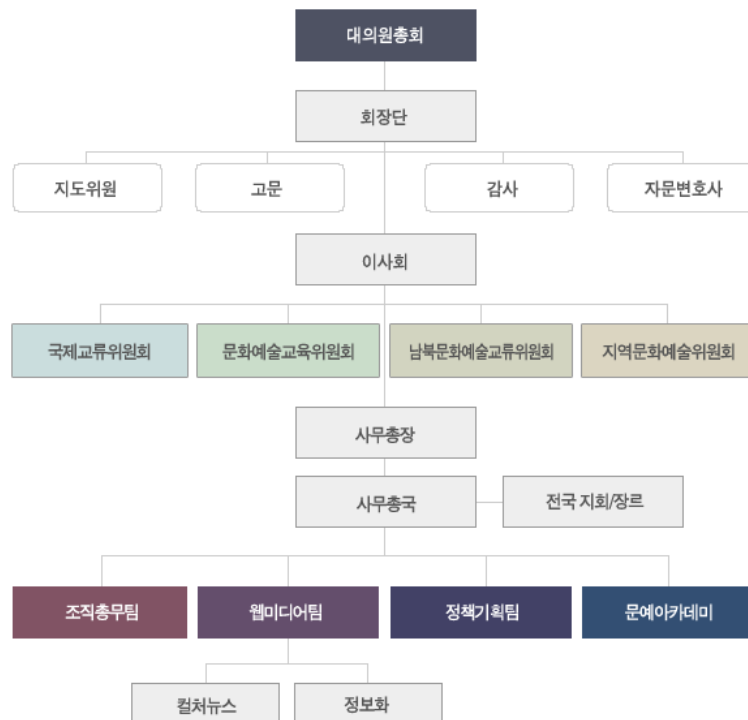 대의원총회
회장단
지도위원
고문
감사
자문변호사
이사회
국제교류위원회
문화예술교육위원회
남북문화예술교류위원회
지역문화예술위원회
사무총장
사무총국
전국 지회/장르
조직총무팀
웹미디어팀
정책기획팀
문예아카데미
컬처뉴스
정보화